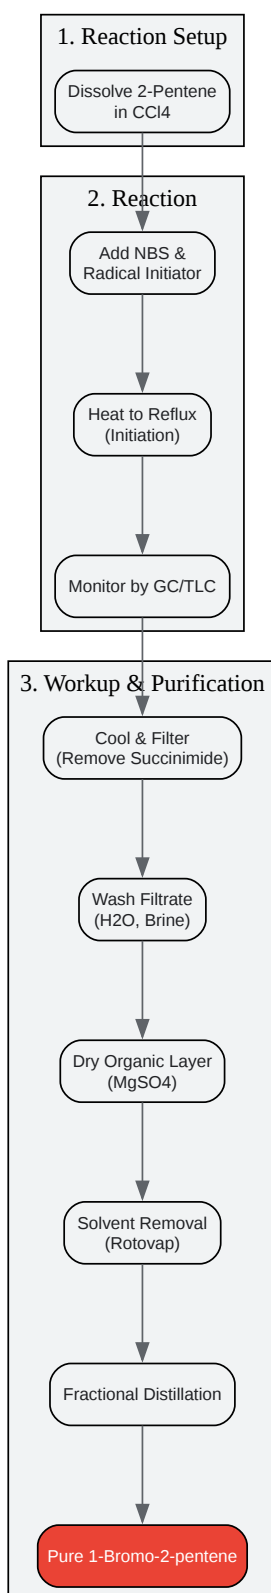 1. Reaction Setup
Dissolve 2-Pentene
in CCl4
2. Reaction
Add NBS &
Radical Initiator
Heat to Reflux
(Initiation)
Monitor by GC/TLC
3. Workup & Purification
Cool & Filter
(Remove Succinimide)
Wash Filtrate
(H2O, Brine)
Dry Organic Layer
(MgSO4)
Solvent Removal
(Rotovap)
Fractional Distillation
Pure 1-Bromo-2-pentene